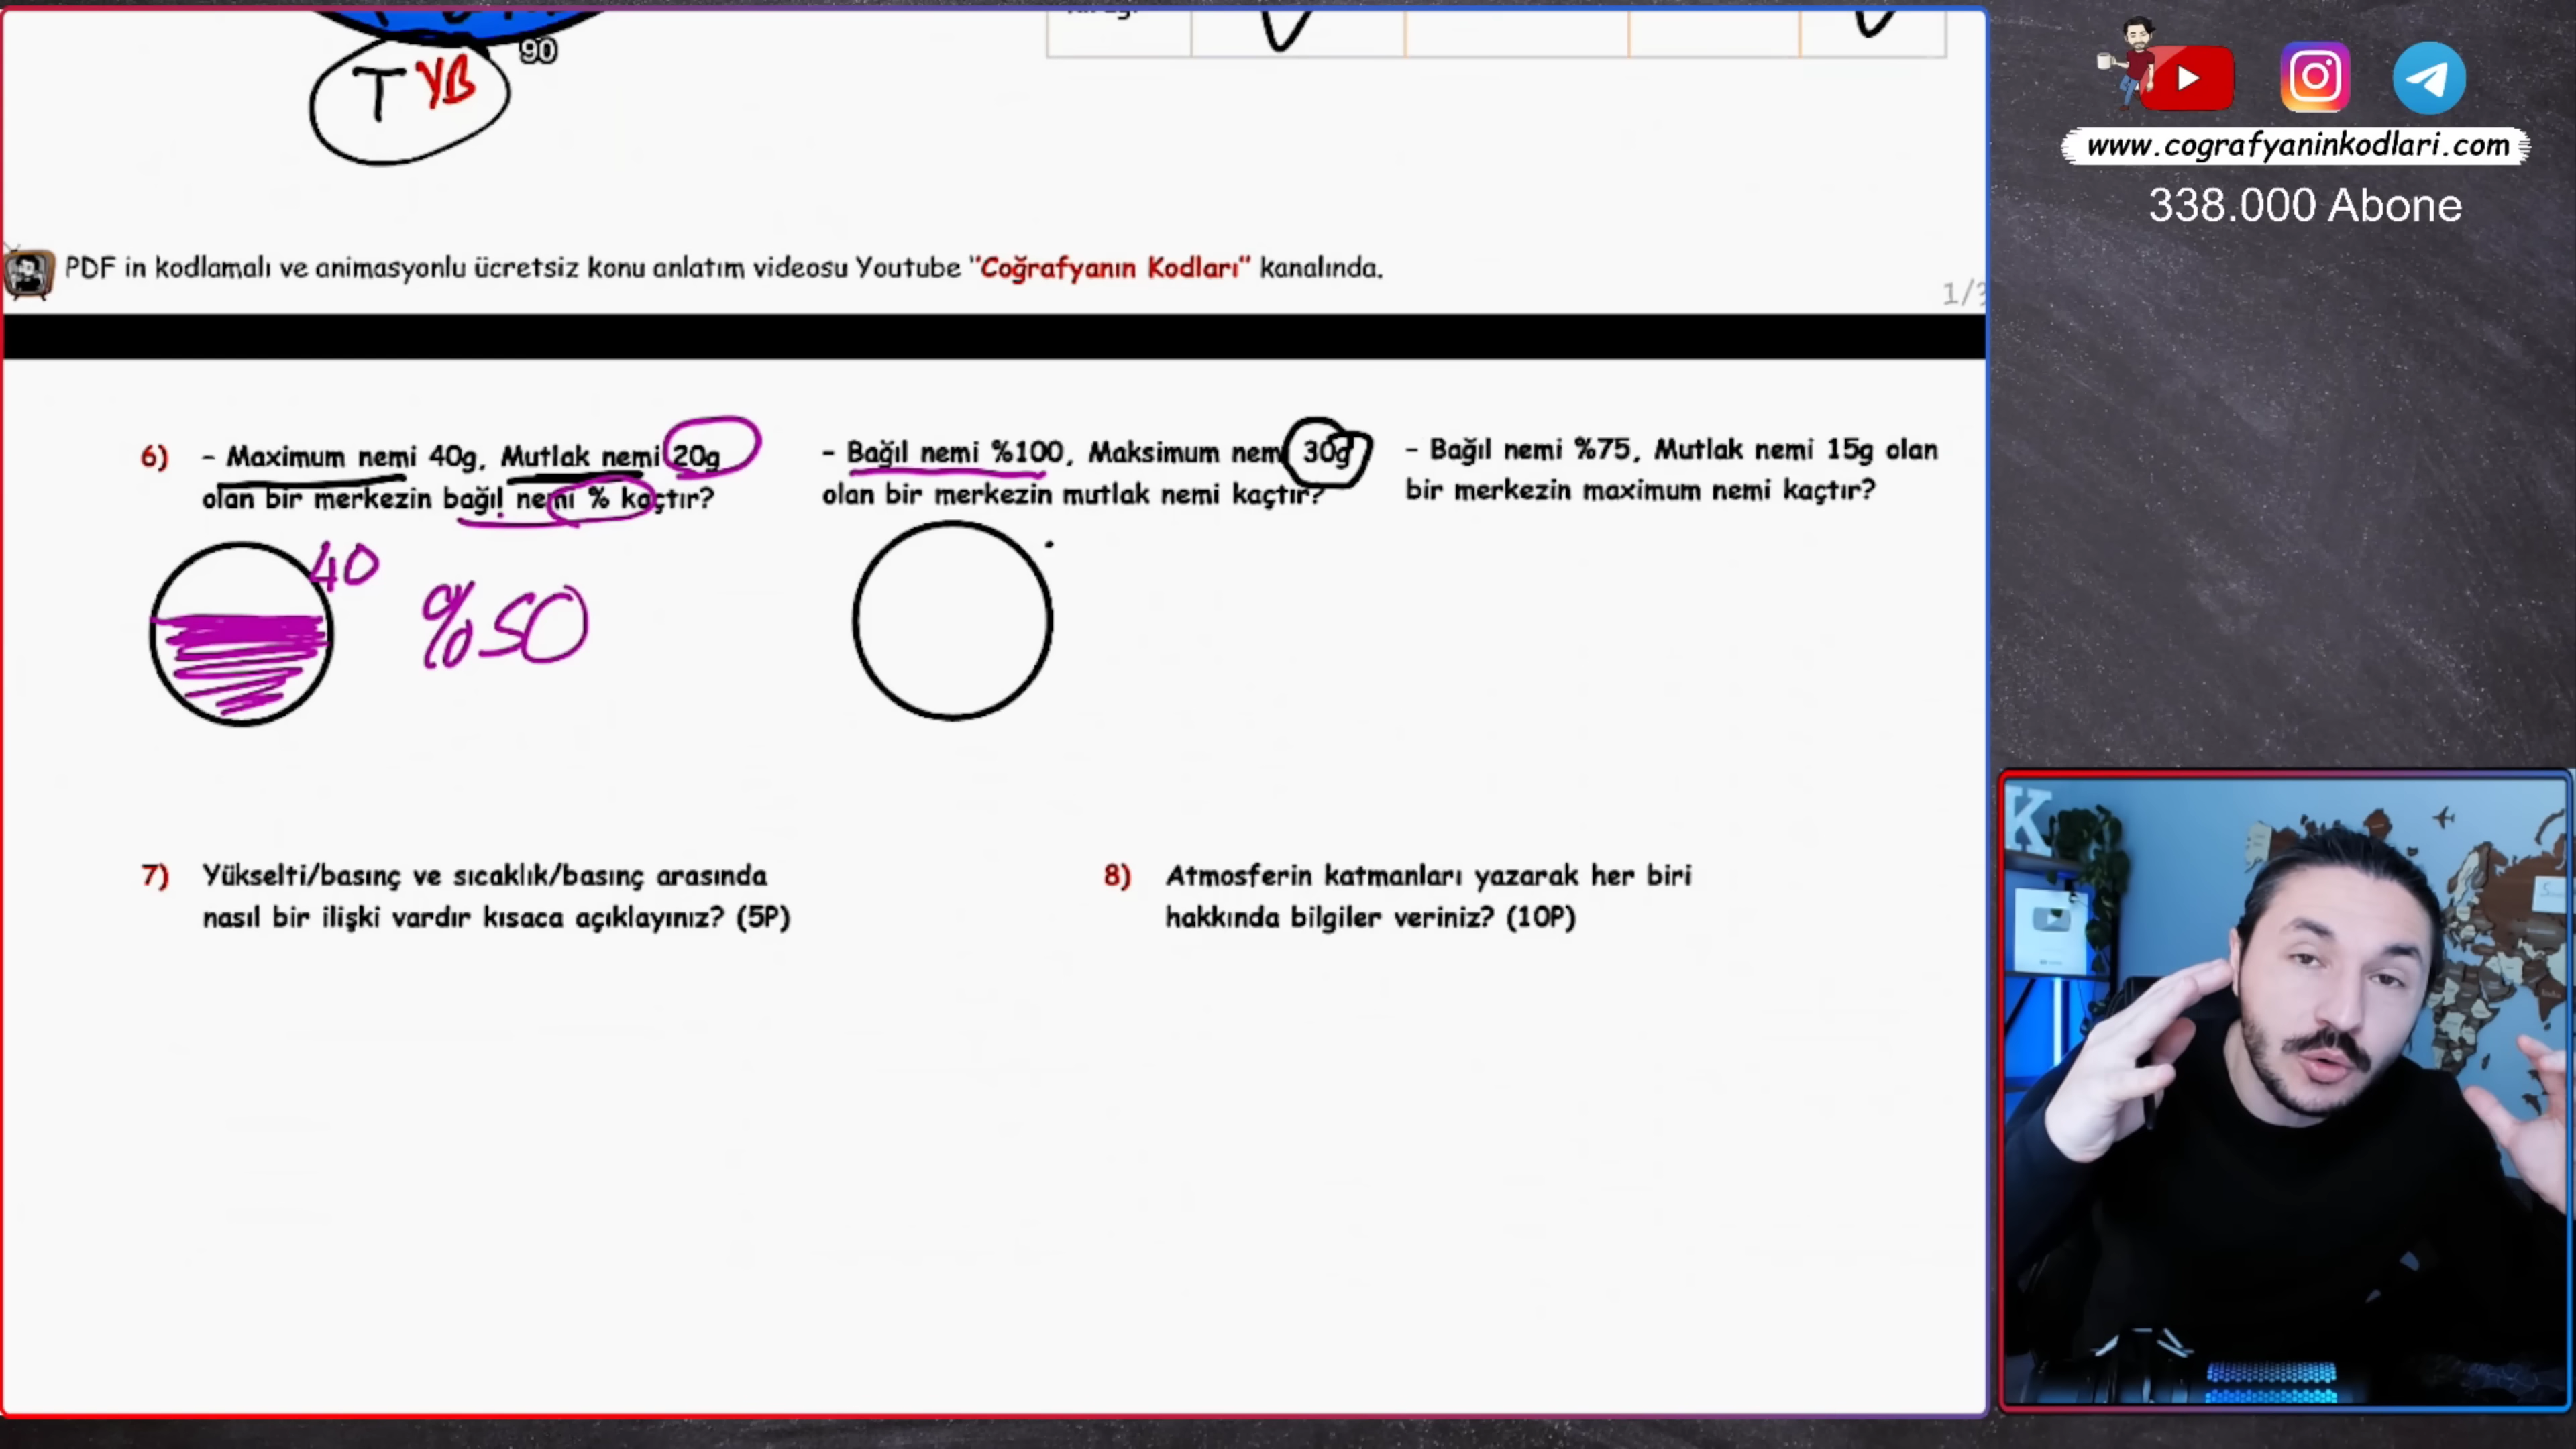 90
T YB
www.cografyaninkodlari.com
338.000 Abone
PDF in kodlamalı ve animasyonlu ücretsiz konu anlatım videosu Youtube "Coğrafyanın Kodları" kanalında.
6) - Maximum nemi 40g, Mutlak nemi 20g
olan bir merkezin bağıl nemi % kaçtır?
- Bağıl nemi %100, Maksimum nem 30g
olan bir merkezin mutlak nemi kaçtır?
- Bağıl nemi %75, Mutlak nemi 15g olan
bir merkezin maximum nemi kaçtır?
40
%50
7) Yükselti/basınç ve sıcaklık/basınç arasında
nasıl bir ilişki vardır kısaca açıklayınız? (5P)
8) Atmosferin katmanları yazarak her biri
hakkında bilgiler veriniz? (10P)
K